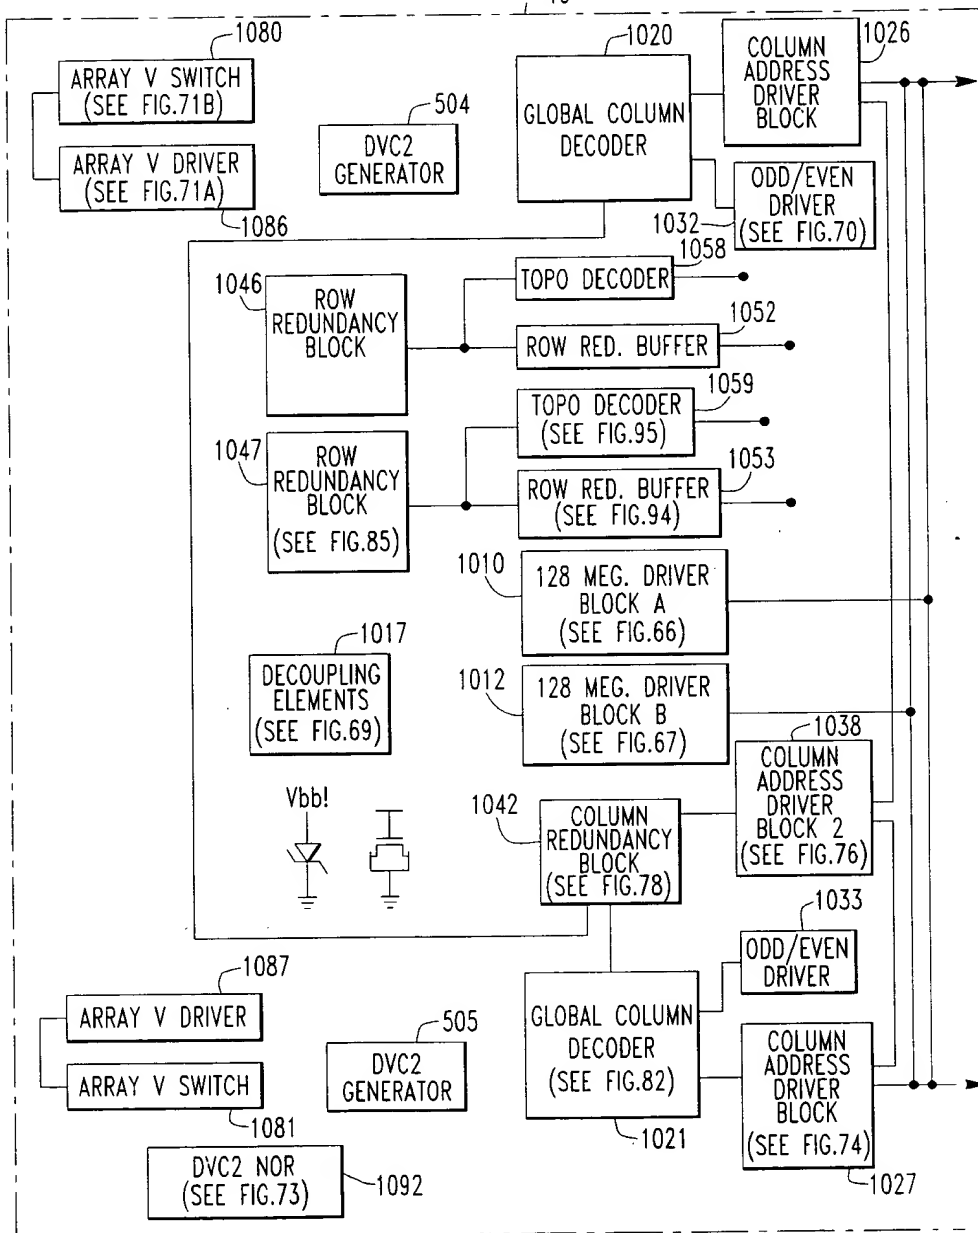 1080
ARRAY V SWITCH
(SEE FIG.71B)
ARRAY V DRIVER
(SEE FIG.71A)
1086
504
DVC2
GENERATOR
1020
GLOBAL COLUMN
DECODER
1026
COLUMN
ADDRESS
DRIVER
BLOCK
ODD/EVEN
DRIVER
(SEE FIG.70)
1032
1058
TOPO DECODER
1046
ROW
REDUNDANCY
BLOCK
1052
ROW RED. BUFFER
1059
TOPO DECODER
(SEE FIG.95)
1047
ROW
REDUNDANCY
BLOCK
(SEE FIG.85)
1053
ROW RED. BUFFER
(SEE FIG.94)
1010
128 MEG. DRIVER
BLOCK A
(SEE FIG.66)
1017
DECOUPLING
ELEMENTS
(SEE FIG.69)
1012
128 MEG. DRIVER
BLOCK B
(SEE FIG.67)
1038
COLUMN
ADDRESS
DRIVER
BLOCK 2
(SEE FIG.76)
Vbb!
1042
COLUMN
REDUNDANCY
BLOCK
(SEE FIG.78)
1033
ODD/EVEN
DRIVER
1087
ARRAY V DRIVER
ARRAY V SWITCH
1081
505
DVC2
GENERATOR
GLOBAL COLUMN
DECODER
(SEE FIG.82)
1021
COLUMN
ADDRESS
DRIVER
BLOCK
(SEE FIG.74)
1027
DVC2 NOR
(SEE FIG.73)
1092